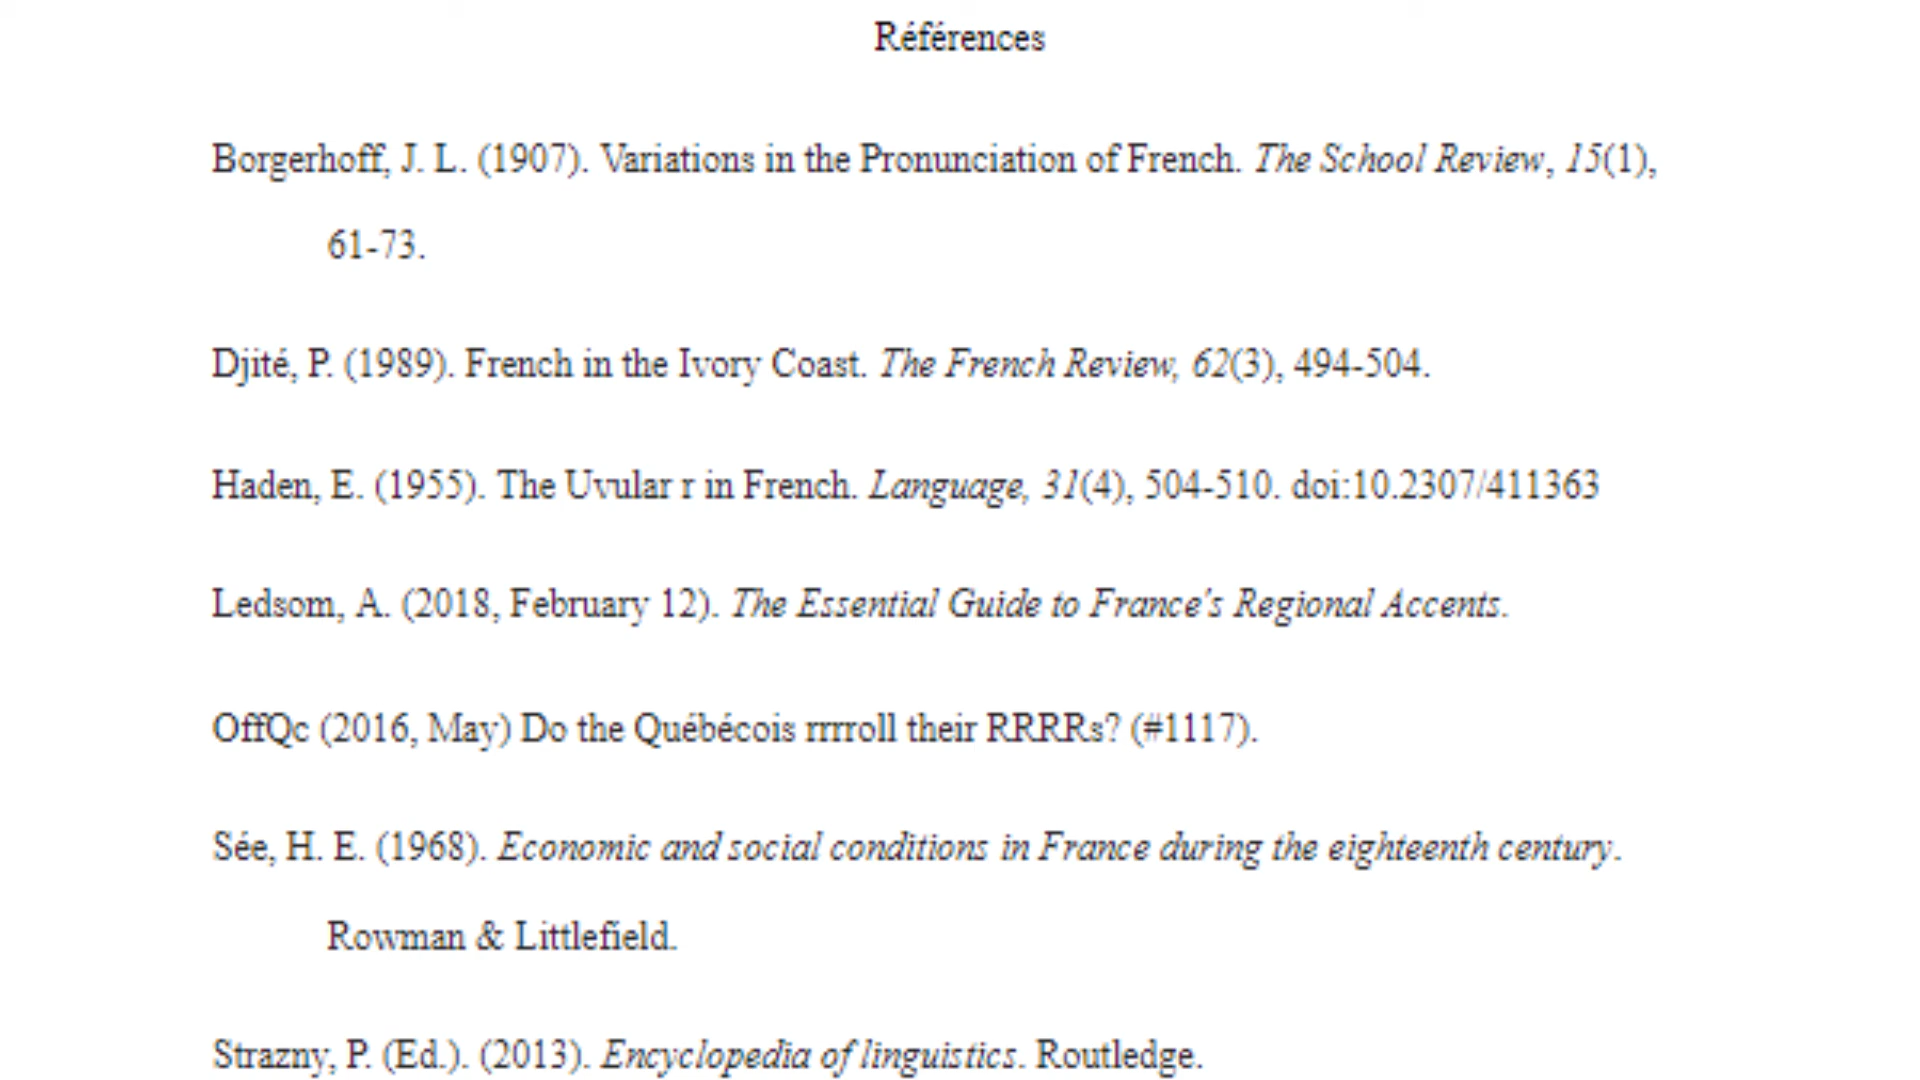 Références
Borgerhoff, J. L. (1907). Variations in the Pronunciation of French. The School Review, 15(1),
61-73.
Djité, P. (1989). French in the Ivory Coast. The French Review, 62(3), 494-504.
Haden, E. (1955). The Uvular r in French. Language, 31(4), 504-510. doi:10.2307/411363
Ledsom, A. (2018, February 12). The Essential Guide to France's Regional Accents.
OffQc (2016, May) Do the Québécois rrrroll their RRRRs? (#1117).
Sée, H. E. (1968). Economic and social conditions in France during the eighteenth century.
Rowman & Littlefield.
Strazny, P. (Ed.). (2013). Encyclopedia of linguistics. Routledge.